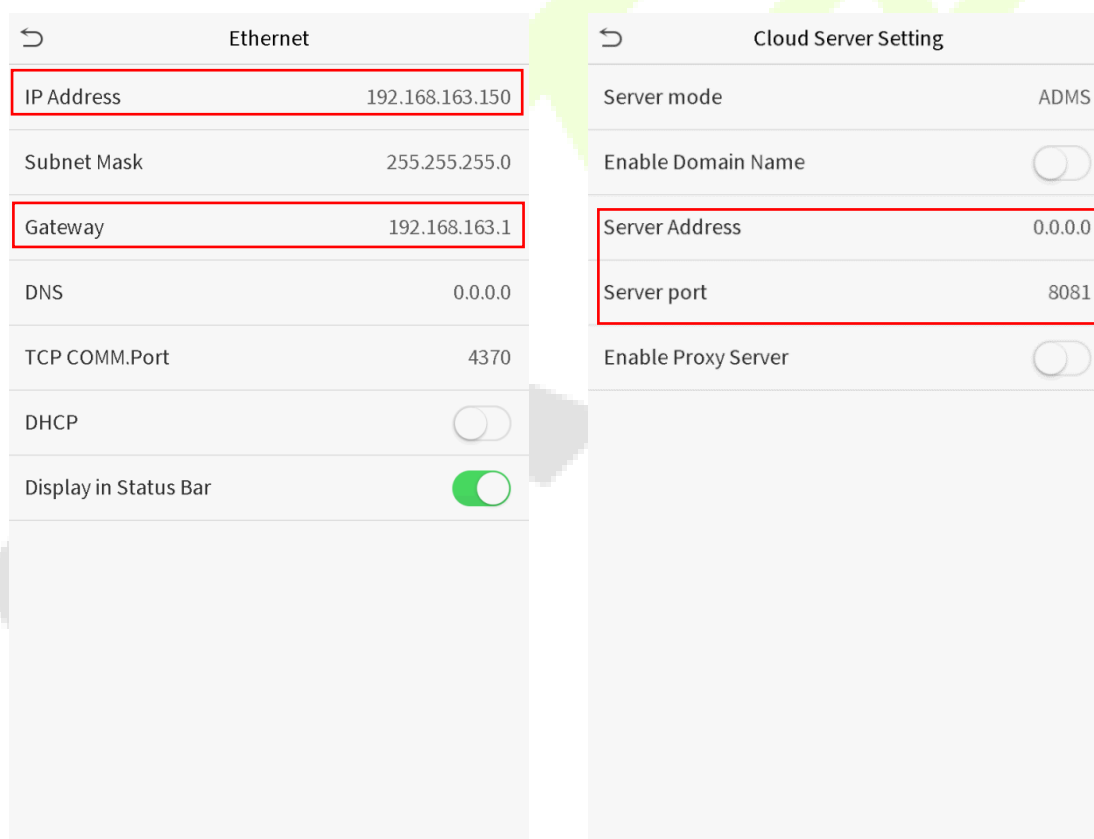 Ethernet
IP Address 192.168.163.150
Subnet Mask 255.255.255.0
Gateway 192.168.163.1
DNS 0.0.0.0
TCP COMM.Port 4370
DHCP
Display in Status Bar
Cloud Server Setting
Server mode ADMS
Enable Domain Name
Server Address 0.0.0.0
Server port 8081
Enable Proxy Server